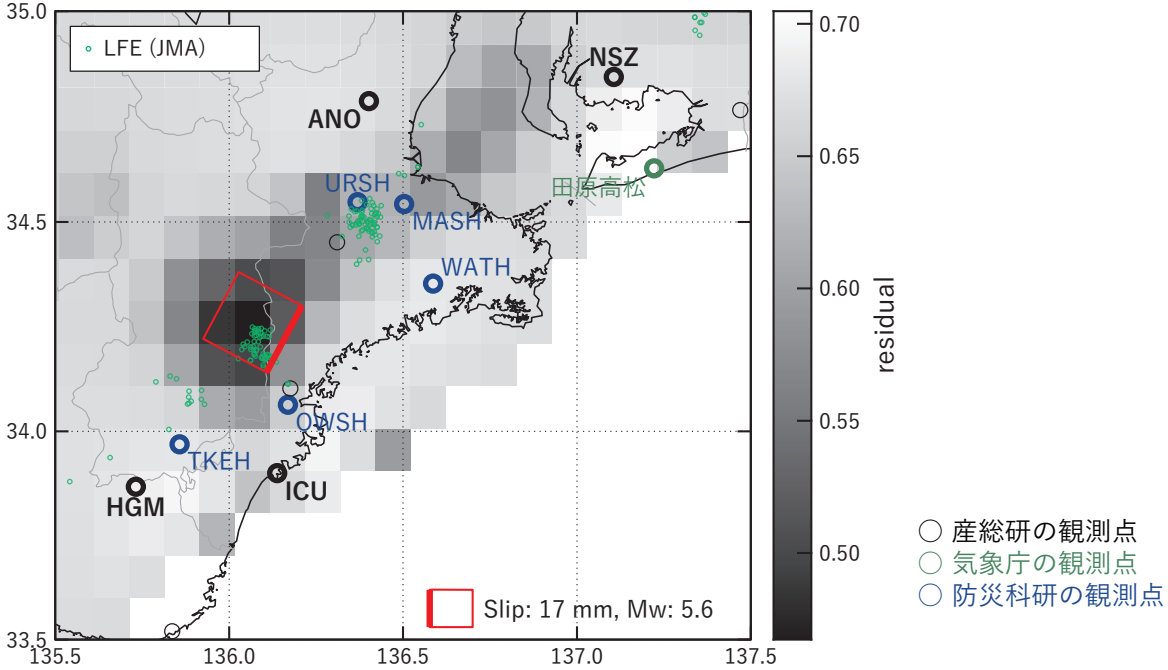 35.0
LFE (JMA)
NSZ
ANO
0.70
0.65
田原高松
URSH
MASH
34.5
WATH
0.60
residual
0.55
OWSH
34.0
TKEH
ICU
HGM
0.50
産総研の観測点
気象庁の観測点
防災科研の観測点
Slip: 17 mm, Mw: 5.6
33.5
135.5
136.0
136.5
137.0
137.5